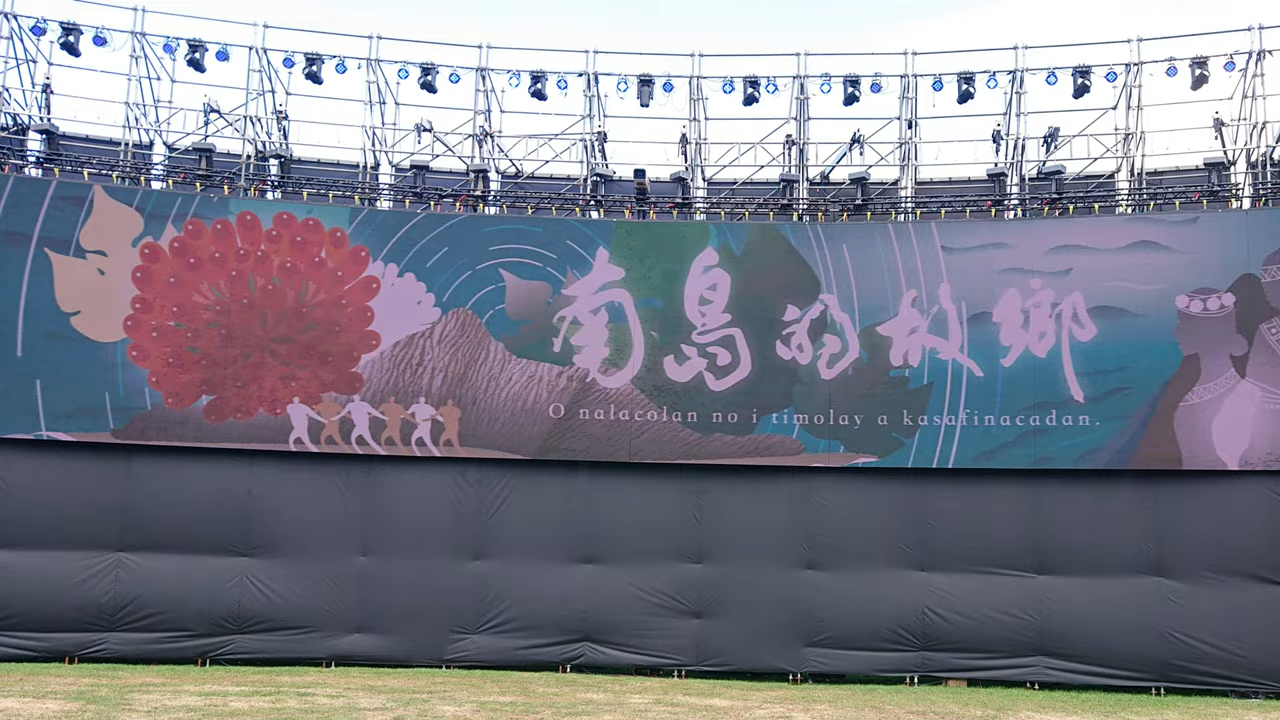 南島的故鄉
O nalacolan no i timolay a kasafinacadan.